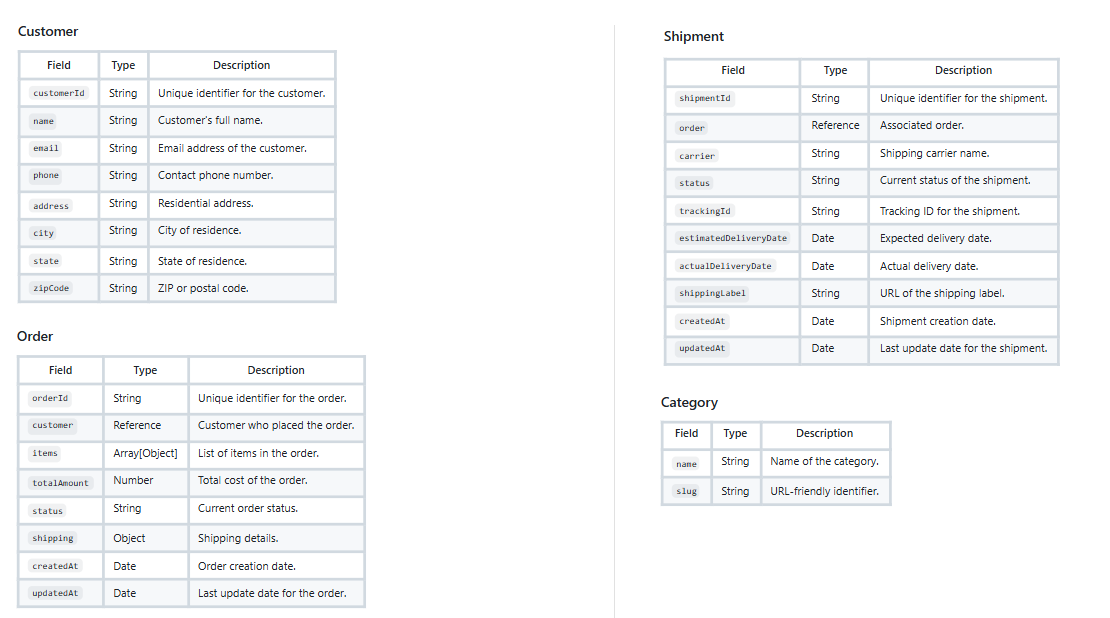 Customer
Field Type Description
customerId String Unique identifier for the customer.
name String Customer's full name.
email String Email address of the customer.
phone String Contact phone number.
address String Residential address.
city String City of residence.
state String State of residence.
zipCode String ZIP or postal code.
Order
Field Type Description
orderId String Unique identifier for the order.
customer Reference Customer who placed the order.
items Array[Object] List of items in the order.
totalAmount Number Total cost of the order.
status String Current order status.
shipping Object Shipping details.
createdAt Date Order creation date.
updatedAt Date Last update date for the order.
Shipment
Field Type Description
shipmentId String Unique identifier for the shipment.
order Reference Associated order.
carrier String Shipping carrier name.
status String Current status of the shipment.
trackingId String Tracking ID for the shipment.
estimatedDeliveryDate Date Expected delivery date.
actualDeliveryDate Date Actual delivery date.
shippingLabel String URL of the shipping label.
createdAt Date Shipment creation date.
updatedAt Date Last update date for the shipment.
Category
Field Type Description
name String Name of the category.
slug String URL-friendly identifier.